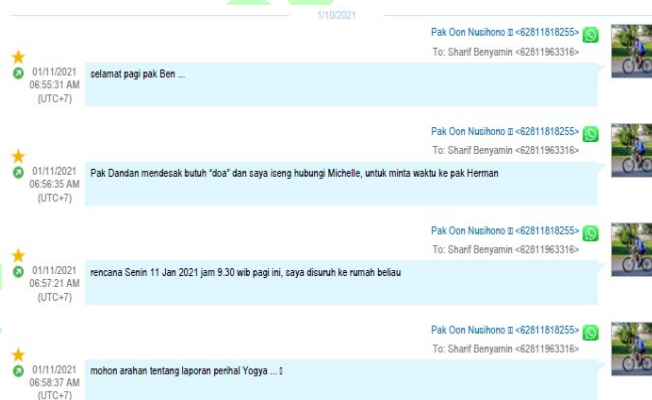 1/10/2021
Pak Oon Nusihono <62811818255>
To: Sharif Benyamin <62811963316>
01/11/2021
06:55:31 AM
(UTC+7)
selamat pagi pak Ben ...
Pak Oon Nusihono <62811818255>
To: Sharif Benyamin <62811963316>
01/11/2021
06:56:35 AM
(UTC+7)
Pak Dandan mendesak butuh “doa” dan saya iseng hubungi Michelle, untuk minta waktu ke pak Herman
Pak Oon Nusihono <62811818255>
To: Sharif Benyamin <62811963316>
01/11/2021
06:57:21 AM
(UTC+7)
rencana Senin 11 Jan 2021 jam 9.30 wib pagi ini, saya disuruh ke rumah beliau
Pak Oon Nusihono <62811818255>
To: Sharif Benyamin <62811963316>
01/11/2021
06:58:37 AM
(UTC+7)
mohon arahan tentang laporan perihal Yogya ...